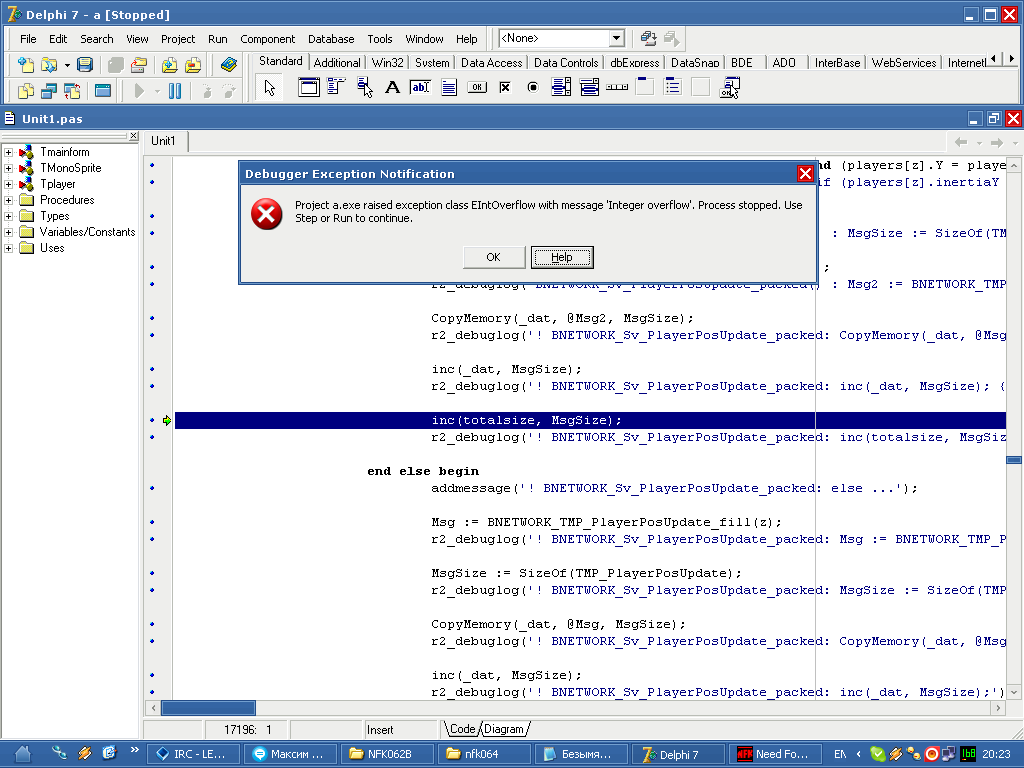 Delphi 7 - a [Stopped]
File Edit Search View Project Run Component Database Tools Window Help <None>
Standard Additional Win32 System Data Access Data Controls dbExpress DataSnap BDE ADO InterBase WebServices Internet
Unit1.pas
Unit1
Tmainform
TMonoSprite
Tplayer
Procedures
Types
Variables/Constants
Uses
nd (players[z].Y = playe
if (players[z].inertiaY
Debugger Exception Notification
Project a.exe raised exception class EIntOverflow with message 'Integer overflow'. Process stopped. Use
Step or Run to continue.
OK Help
: MsgSize := SizeOf(TM
;
r2_debuglog('! BNETWORK_Sv_PlayerPosUpdate_packed() : Msg2 := BNETWORK_TMP
CopyMemory(_dat, @Msg2, MsgSize);
r2_debuglog('! BNETWORK_Sv_PlayerPosUpdate_packed: CopyMemory(_dat, @Msg
inc(_dat, MsgSize);
r2_debuglog('! BNETWORK_Sv_PlayerPosUpdate_packed: inc(_dat, MsgSize); (
inc(totalsize, MsgSize);
r2_debuglog('! BNETWORK_Sv_PlayerPosUpdate_packed: inc(totalsize, MsgSiz
end else begin
addmessage('! BNETWORK_Sv_PlayerPosUpdate_packed: else ...');
Msg := BNETWORK_TMP_PlayerPosUpdate_fill(z);
r2_debuglog('! BNETWORK_Sv_PlayerPosUpdate_packed: Msg := BNETWORK_TMP_P
MsgSize := SizeOf(TMP_PlayerPosUpdate);
r2_debuglog('! BNETWORK_Sv_PlayerPosUpdate_packed: MsgSize := SizeOf(TMP
CopyMemory(_dat, @Msg, MsgSize);
r2_debuglog('! BNETWORK_Sv_PlayerPosUpdate_packed: CopyMemory(_dat, @Msg
inc(_dat, MsgSize);
r2_debuglog('! BNETWORK_Sv_PlayerPosUpdate_packed: inc(_dat, MsgSize);')
17196: 1 Insert Code Diagram
IRC - LE... Максим ... NFK062B nfk064 Безымя... Delphi 7 Need Fo... EN 20:23